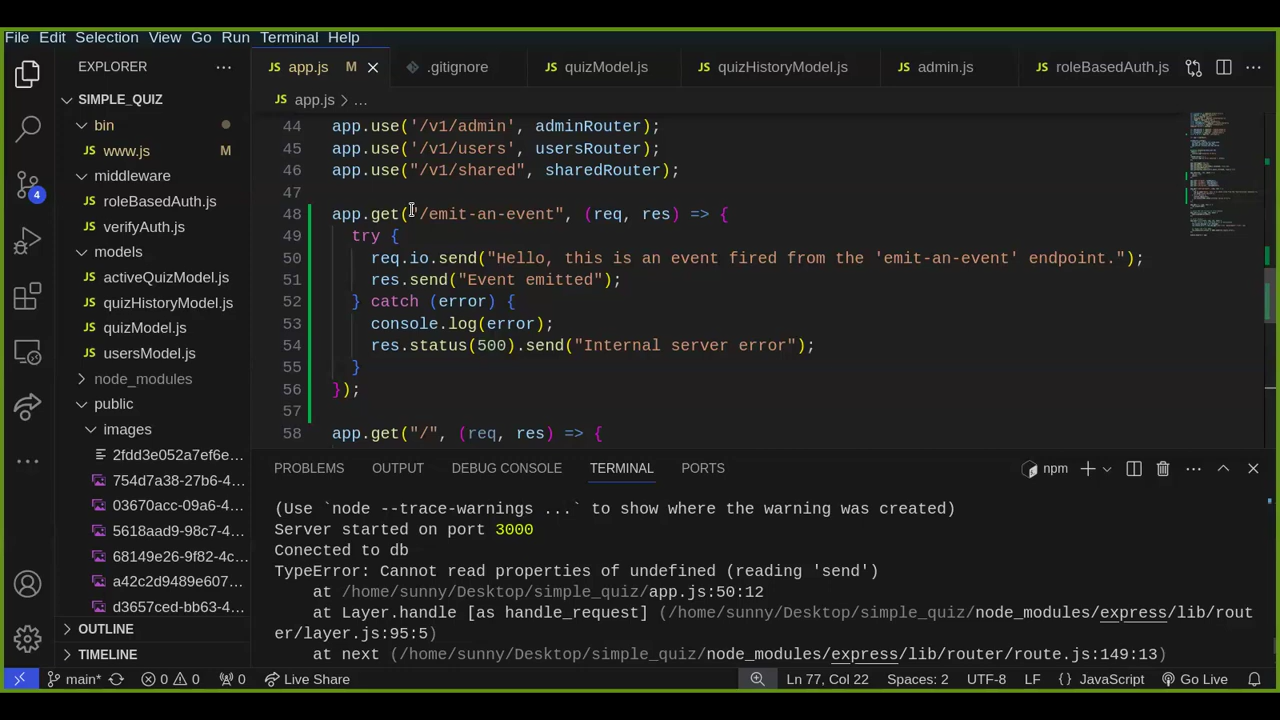 File Edit Selection View Go Run Terminal Help
EXPLORER
JS app.js M
.gitignore
JS quizModel.js
JS quizHistoryModel.js
JS admin.js
JS roleBasedAuth.js
SIMPLE_QUIZ
JS app.js > ...
bin
JS www.js M
middleware
JS roleBasedAuth.js
JS verifyAuth.js
models
JS activeQuizModel.js
JS quizHistoryModel.js
JS quizModel.js
JS usersModel.js
node_modules
public
images
2fdd3e052a7ef6e...
754d7a38-27b6-4...
03670acc-09a6-4...
5618aad9-98c7-4...
68149e26-9f82-4c...
a42c2d9489e607...
d3657ced-bb63-4...
OUTLINE
TIMELINE
4
44 app.use('/v1/admin', adminRouter);
45 app.use('/v1/users', usersRouter);
46 app.use("/v1/shared", sharedRouter);
47
48 app.get("/emit-an-event", (req, res) => {
49 try {
50 req.io.send("Hello, this is an event fired from the 'emit-an-event' endpoint.");
51 res.send("Event emitted");
52 } catch (error) {
53 console.log(error);
54 res.status(500).send("Internal server error");
55 }
56 });
57
58 app.get("/", (req, res) => {
PROBLEMS OUTPUT DEBUG CONSOLE TERMINAL PORTS
npm
(Use `node --trace-warnings ...` to show where the warning was created)
Server started on port 3000
Conected to db
TypeError: Cannot read properties of undefined (reading 'send')
at /home/sunny/Desktop/simple_quiz/app.js:50:12
at Layer.handle [as handle_request] (/home/sunny/Desktop/simple_quiz/node_modules/express/lib/rout
er/layer.js:95:5)
at next (/home/sunny/Desktop/simple_quiz/node_modules/express/lib/router/route.js:149:13)
main* 0 0 0 Live Share Ln 77, Col 22 Spaces: 2 UTF-8 LF {} JavaScript Go Live